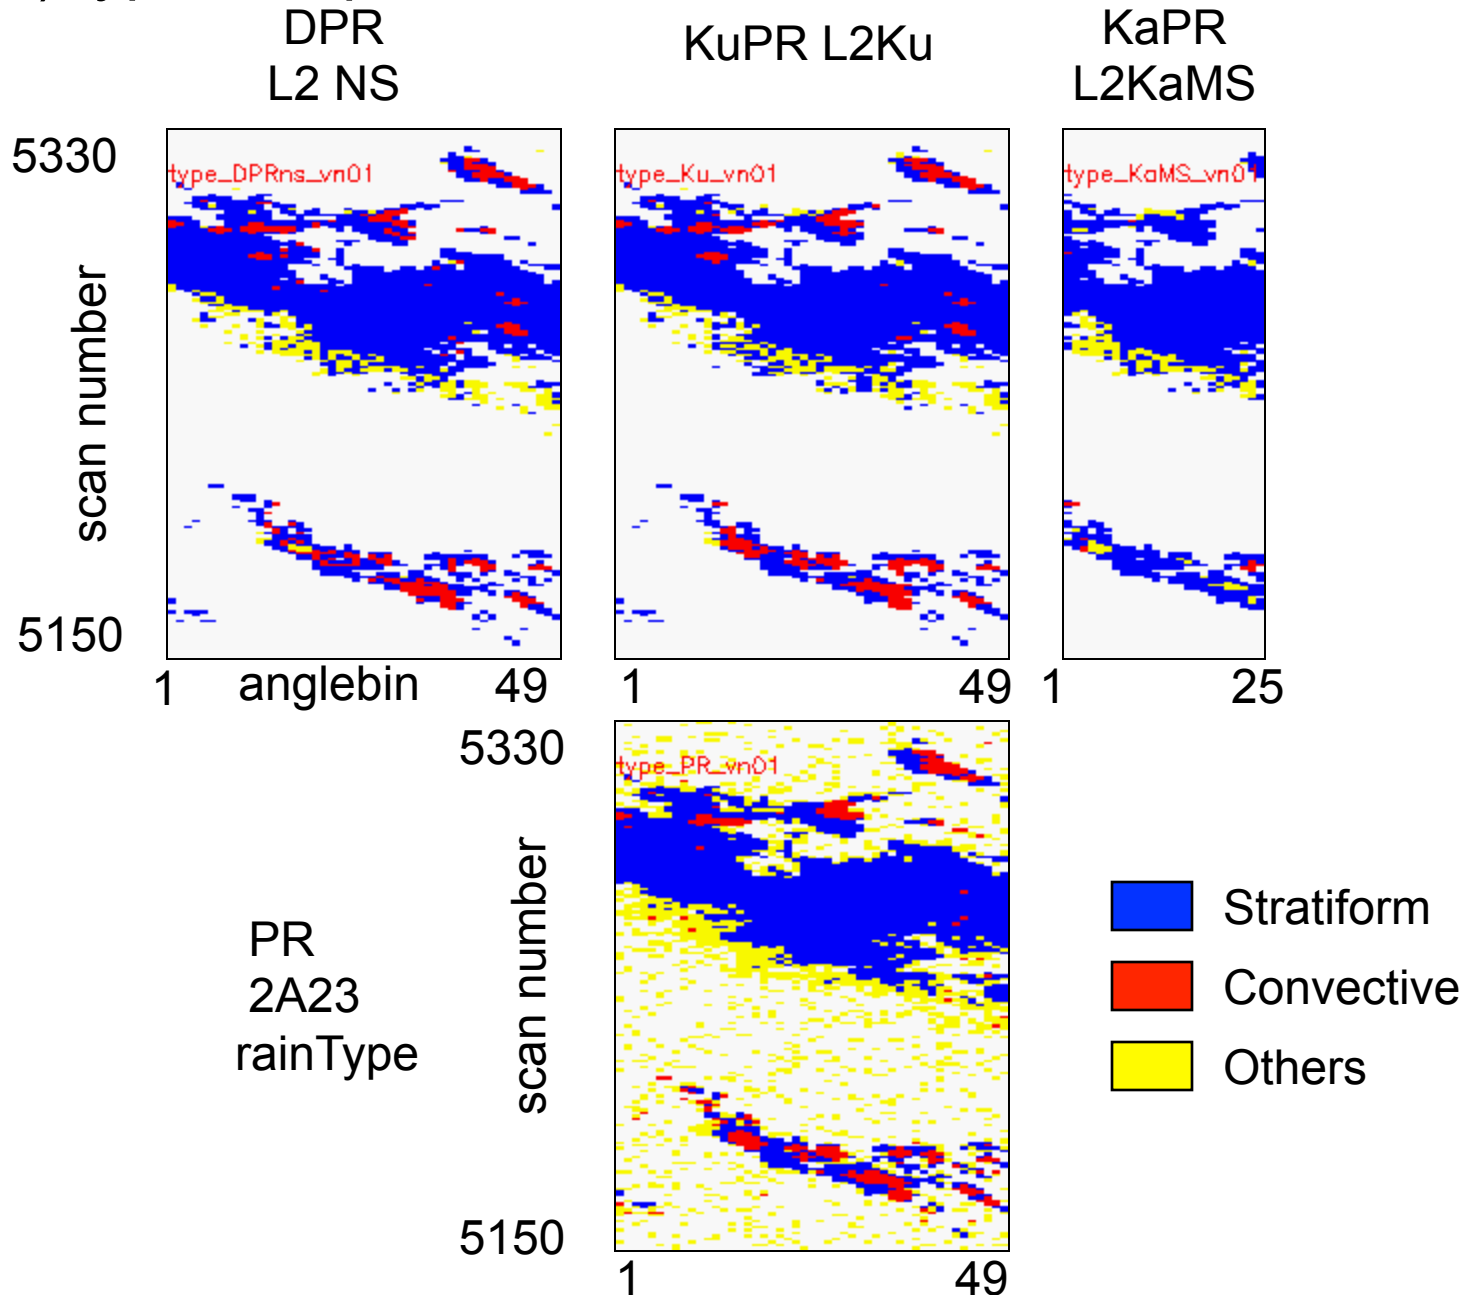 DPR
L2 NS
KuPR L2Ku
KaPR
L2KaMS
5330
type_DPRns_vn01
type_Ku_vn01
type_KaMS_vn01
scan number
5150
1
anglebin
49
1
49
1
25
5330
type_PR_vn01
scan number
PR
2A23
rainType
Stratiform
Convective
Others
5150
1
49